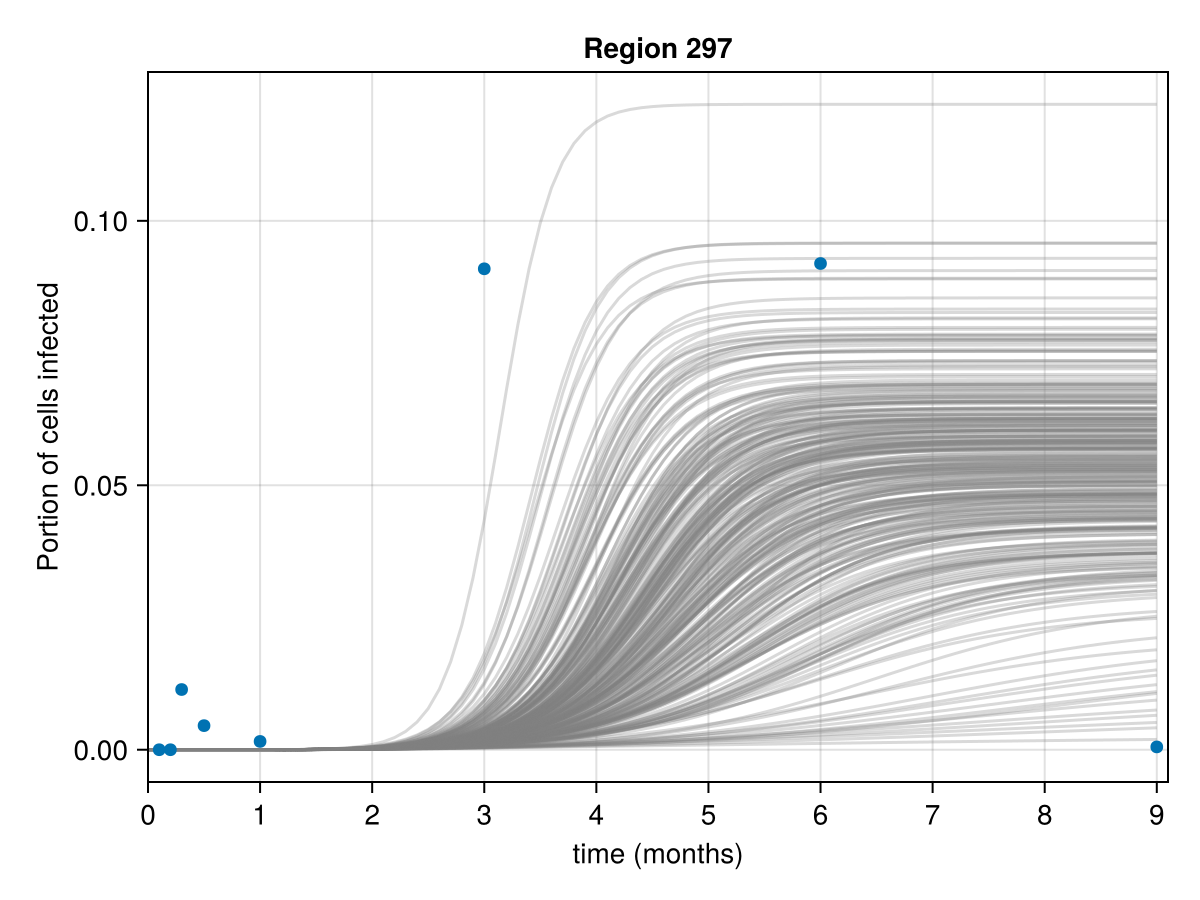 Region 297
Portion of cells infected
0.10
0.05
0.00
0 1 2 3 4 5 6 7 8 9
time (months)